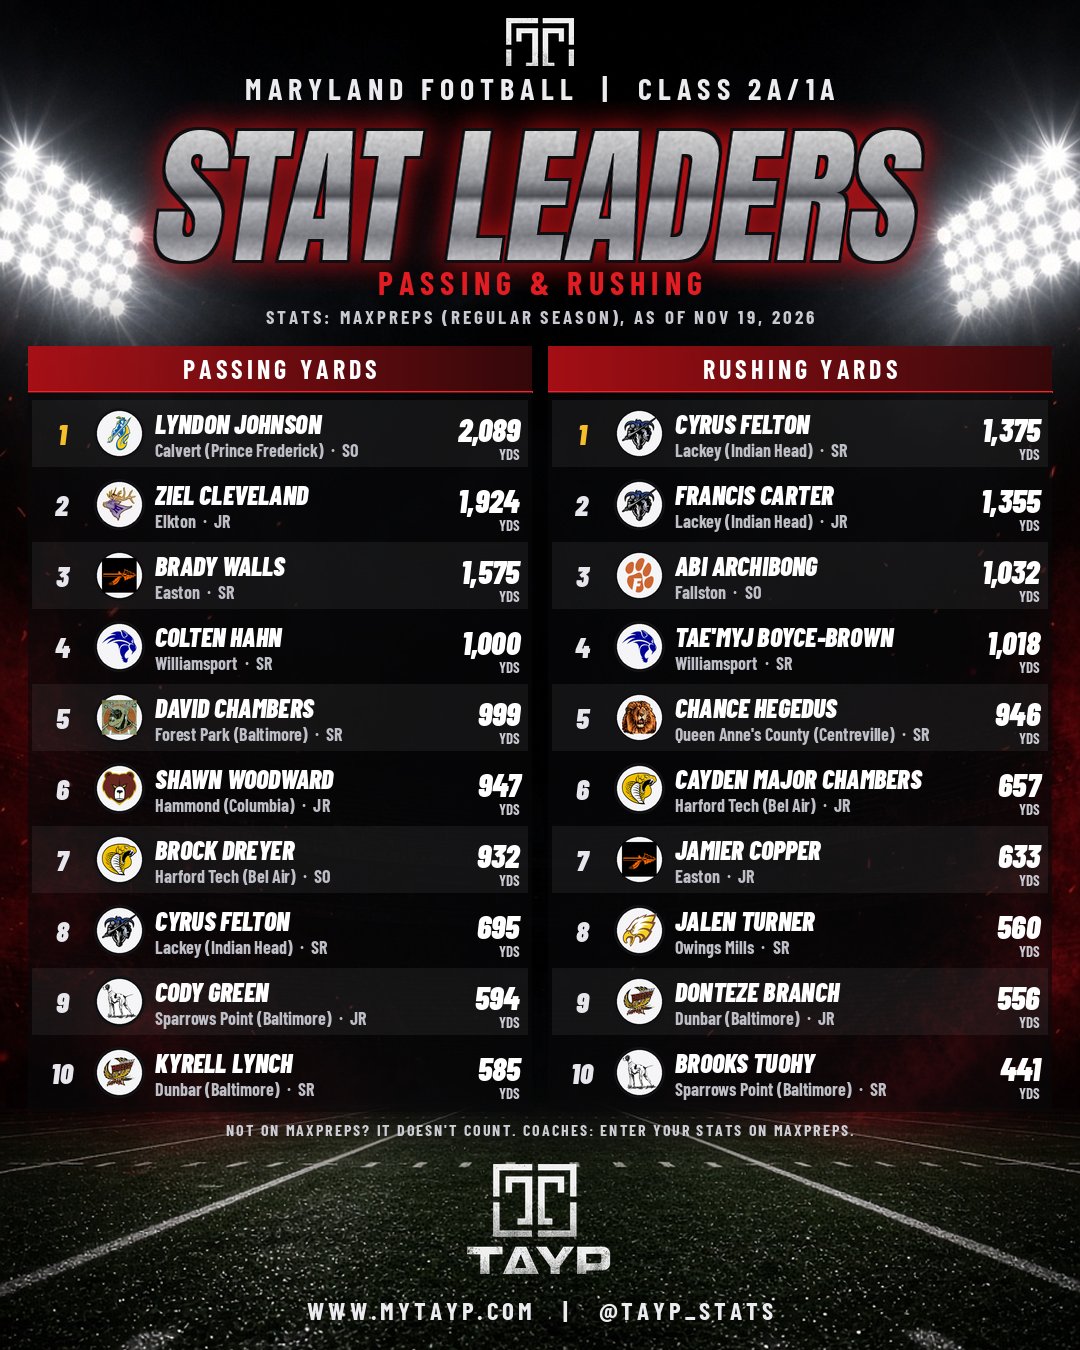 MARYLAND FOOTBALL | CLASS 2A/1A
STAT LEADERS
PASSING & RUSHING
STATS: MAXPREPS (REGULAR SEASON), AS OF NOV 19, 2026
PASSING YARDS
1 LYNDON JOHNSON 2,089
Calvert (Prince Frederick) · SO YDS
2 ZIEL CLEVELAND 1,924
Elkton · JR YDS
3 BRADY WALLS 1,575
Easton · SR YDS
4 COLTEN HAHN 1,000
Williamsport · SR YDS
5 DAVID CHAMBERS 999
Forest Park (Baltimore) · SR YDS
6 SHAWN WOODWARD 947
Hammond (Columbia) · JR YDS
7 BROCK DREYER 932
Harford Tech (Bel Air) · SO YDS
8 CYRUS FELTON 695
Lackey (Indian Head) · SR YDS
9 CODY GREEN 594
Sparrows Point (Baltimore) · JR YDS
10 KYRELL LYNCH 585
Dunbar (Baltimore) · SR YDS
RUSHING YARDS
1 CYRUS FELTON 1,375
Lackey (Indian Head) · SR YDS
2 FRANCIS CARTER 1,355
Lackey (Indian Head) · JR YDS
3 ABI ARCHIBONG 1,032
Fallston · SO YDS
4 TAE'MYJ BOYCE-BROWN 1,018
Williamsport · SR YDS
5 CHANCE HEGEDUS 946
Queen Anne's County (Centreville) · SR YDS
6 CAYDEN MAJOR CHAMBERS 657
Harford Tech (Bel Air) · JR YDS
7 JAMIER COPPER 633
Easton · JR YDS
8 JALEN TURNER 560
Owings Mills · SR YDS
9 DONTEZE BRANCH 556
Dunbar (Baltimore) · JR YDS
10 BROOKS TUOHY 441
Sparrows Point (Baltimore) · SR YDS
NOT ON MAXPREPS? IT DOESN'T COUNT. COACHES: ENTER YOUR STATS ON MAXPREPS.
TAYP
WWW.MYTAYP.COM | @TAYP_STATS